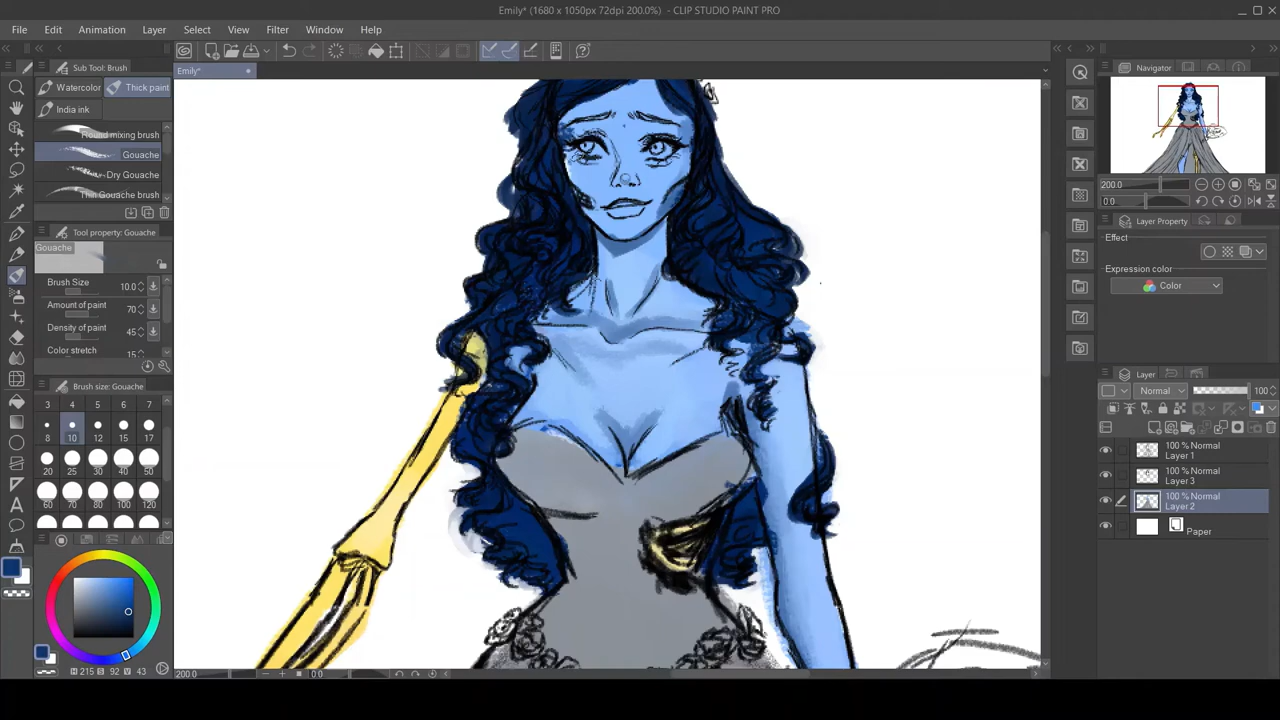 Emily* (1680 x 1050px 72dpi 200.0%) - CLIP STUDIO PAINT PRO
File Edit Animation Layer Select View Filter Window Help
Sub Tool: Brush
Emily*
Watercolor Thick paint
India ink
Round mixing brush
Gouache
Dry Gouache
Thin Gouache brush
Tool property: Gouache
Gouache
Brush Size 10.0
Amount of paint 70
Density of paint 45
Color stretch 15
Brush size: Gouache
3 4 5 6 7
8 10 12 15 17
20 25 30 40 50
60 70 80 100 120
H 215 S 92 V 43
200.0 0.0
Navigator
200.0
0.0
Layer Property
Effect
Expression color
Color
Layer
Normal 100
100 % Normal
Layer 1
100 % Normal
Layer 3
100 % Normal
Layer 2
Paper